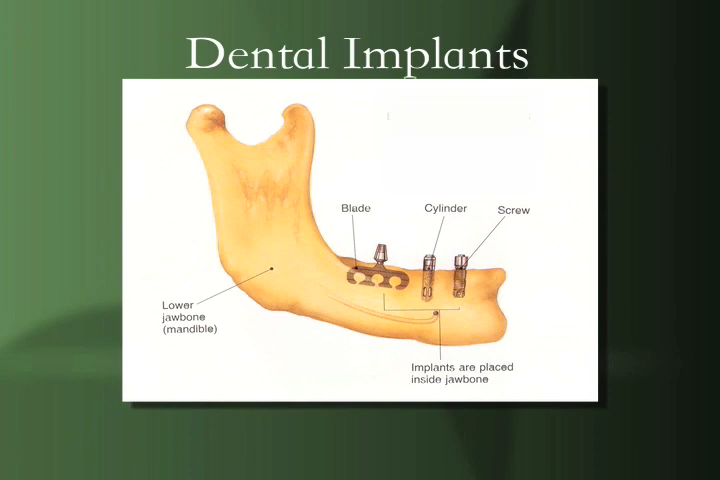 Dental Implants
Blade
Cylinder
Screw
Lower
jawbone
(mandible)
Implants are placed
inside jawbone